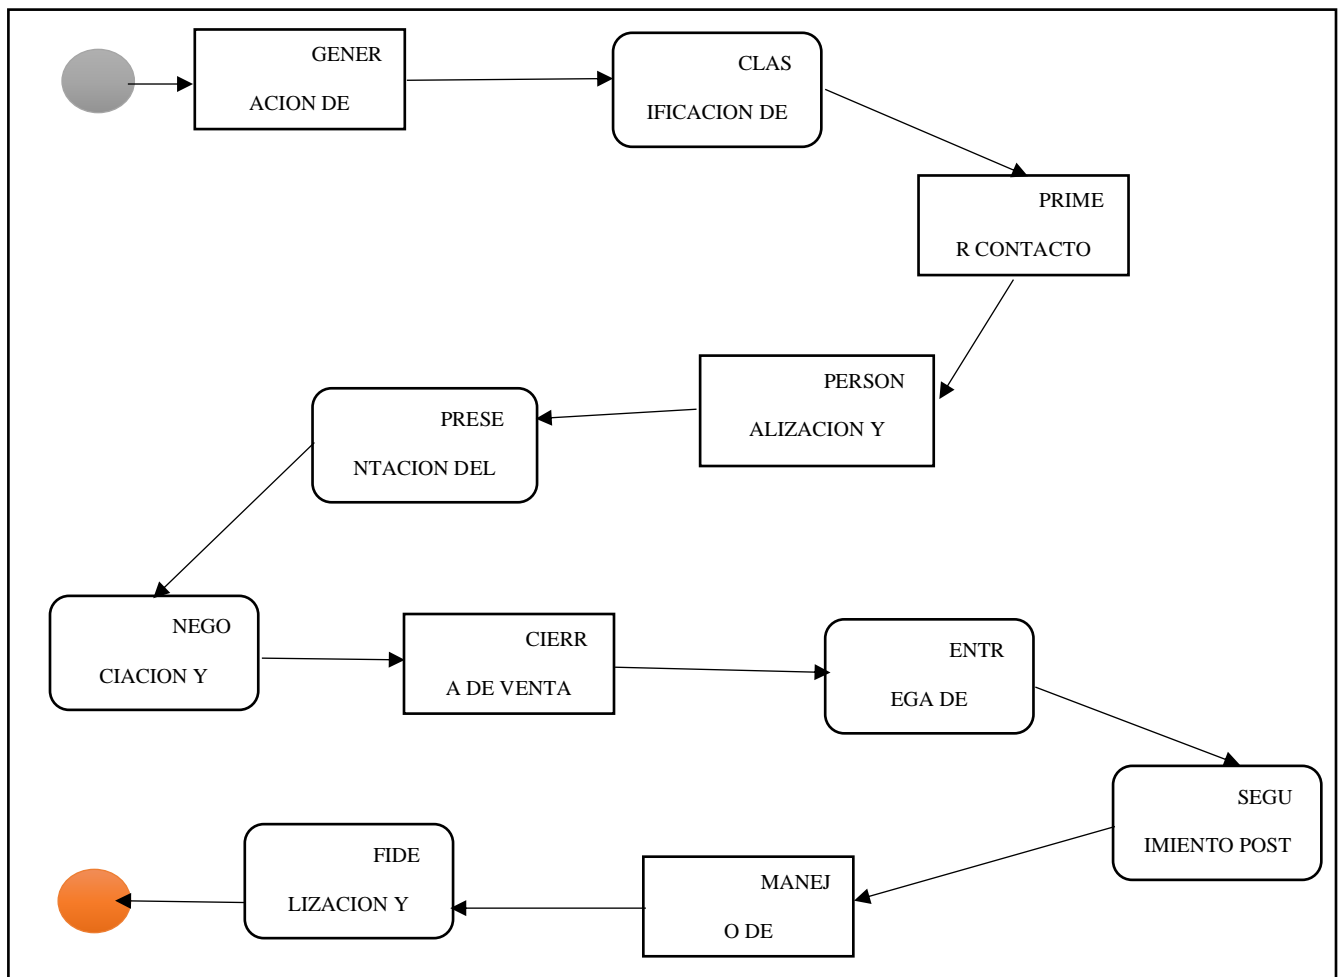 GENER
ACION DE
CLAS
IFICACION DE
PRIME
R CONTACTO
PERSON
ALIZACION Y
PRESE
NTACION DEL
NEGO
CIACION Y
CIERR
A DE VENTA
ENTR
EGA DE
SEGU
IMIENTO POST
MANEJ
O DE
FIDE
LIZACION Y